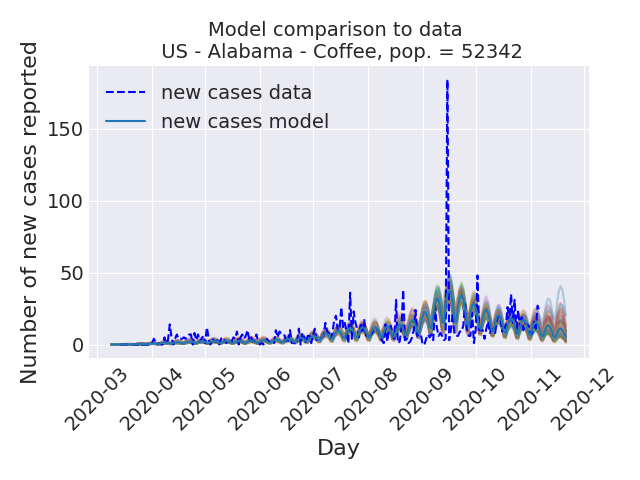 Model comparison to data
US - Alabama - Coffee, pop. = 52342
Number of new cases reported
new cases data
new cases model
150
100
50
0
2020-03
2020-04
2020-05
2020-06
2020-07
2020-08
2020-09
2020-10
2020-11
2020-12
Day